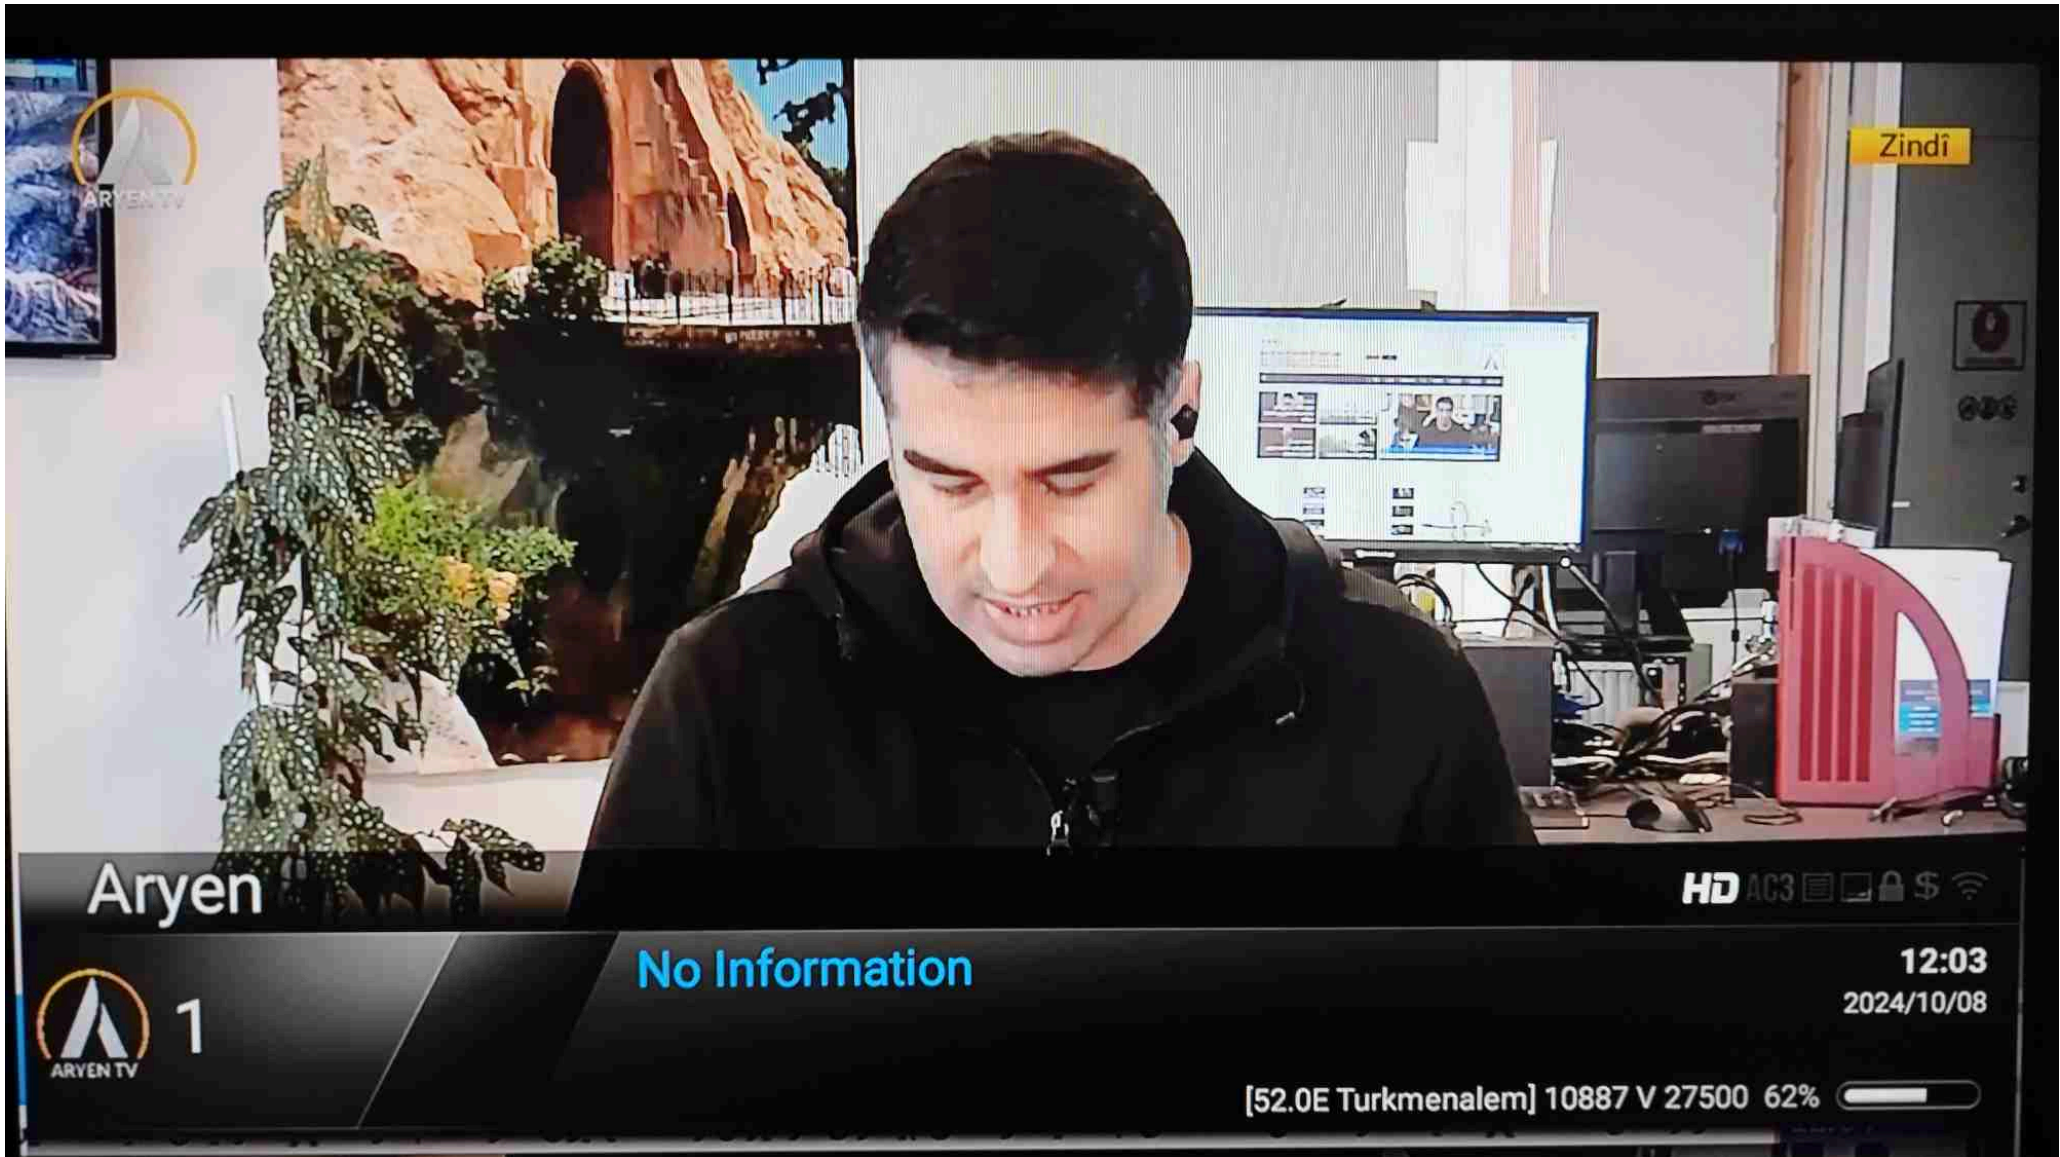 ARYEN TV
Zindî
Aryen
HD AC3 $
No Information
12:03
1
2024/10/08
ARYEN TV
[52.0E Turkmenalem] 10887 V 27500 62%